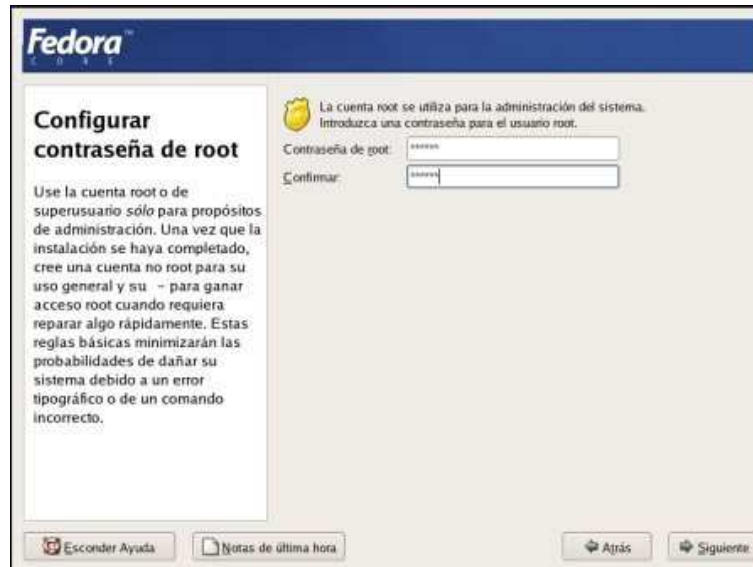 Fedora™
CORE
Configurar
contraseña de root
Use la cuenta root o de
superusuario sólo para propósitos
de administración. Una vez que la
instalación se haya completado,
cree una cuenta no root para su
uso general y su - para ganar
acceso root cuando requiera
reparar algo rápidamente. Estas
reglas básicas minimizarán las
probabilidades de dañar su
sistema debido a un error
tipográfico o de un comando
incorrecto.
La cuenta root se utiliza para la administración del sistema.
Introduzca una contraseña para el usuario root.
Contraseña de root: ******
Confirmar: ******
Esconder Ayuda
Notas de última hora
Atrás
Siguiente